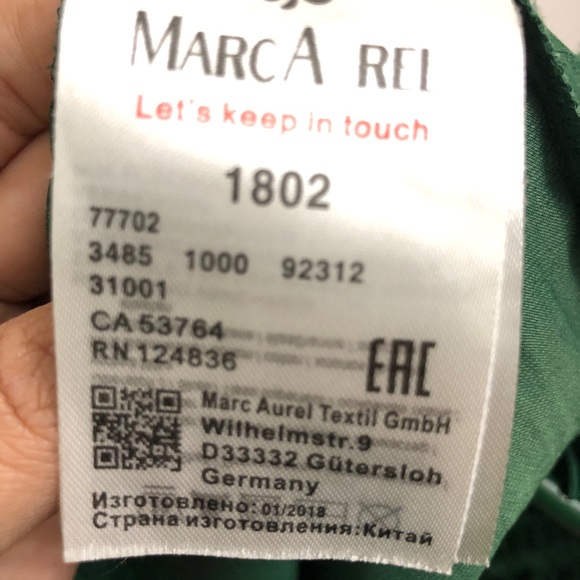 MARC A REL
Let's keep in touch
1802
77702
3485 1000 92312
31001
CA 53764
RN 124836
EAC
Marc Aurel Textil GmbH
Wilhelmstr.9
D33332 Gütersloh
Germany
Изготовлено: 01/2018
Страна изготовления:Китай